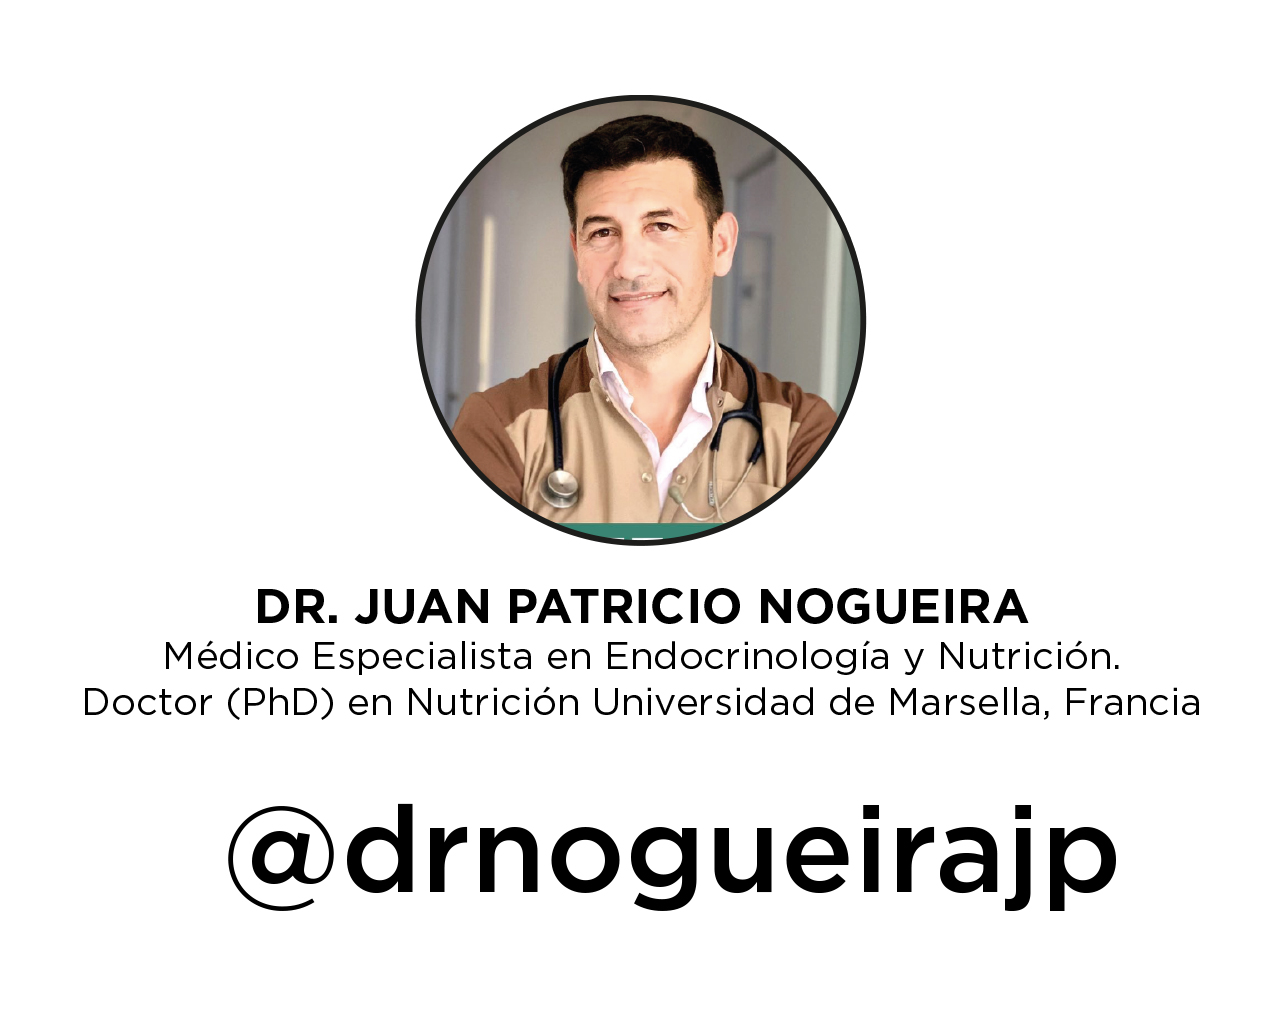 DR. JUAN PATRICIO NOGUEIRA
Médico Especialista en Endocrinología y Nutrición.
Doctor (PhD) en Nutrición Universidad de Marsella, Francia
@drnogueirajp